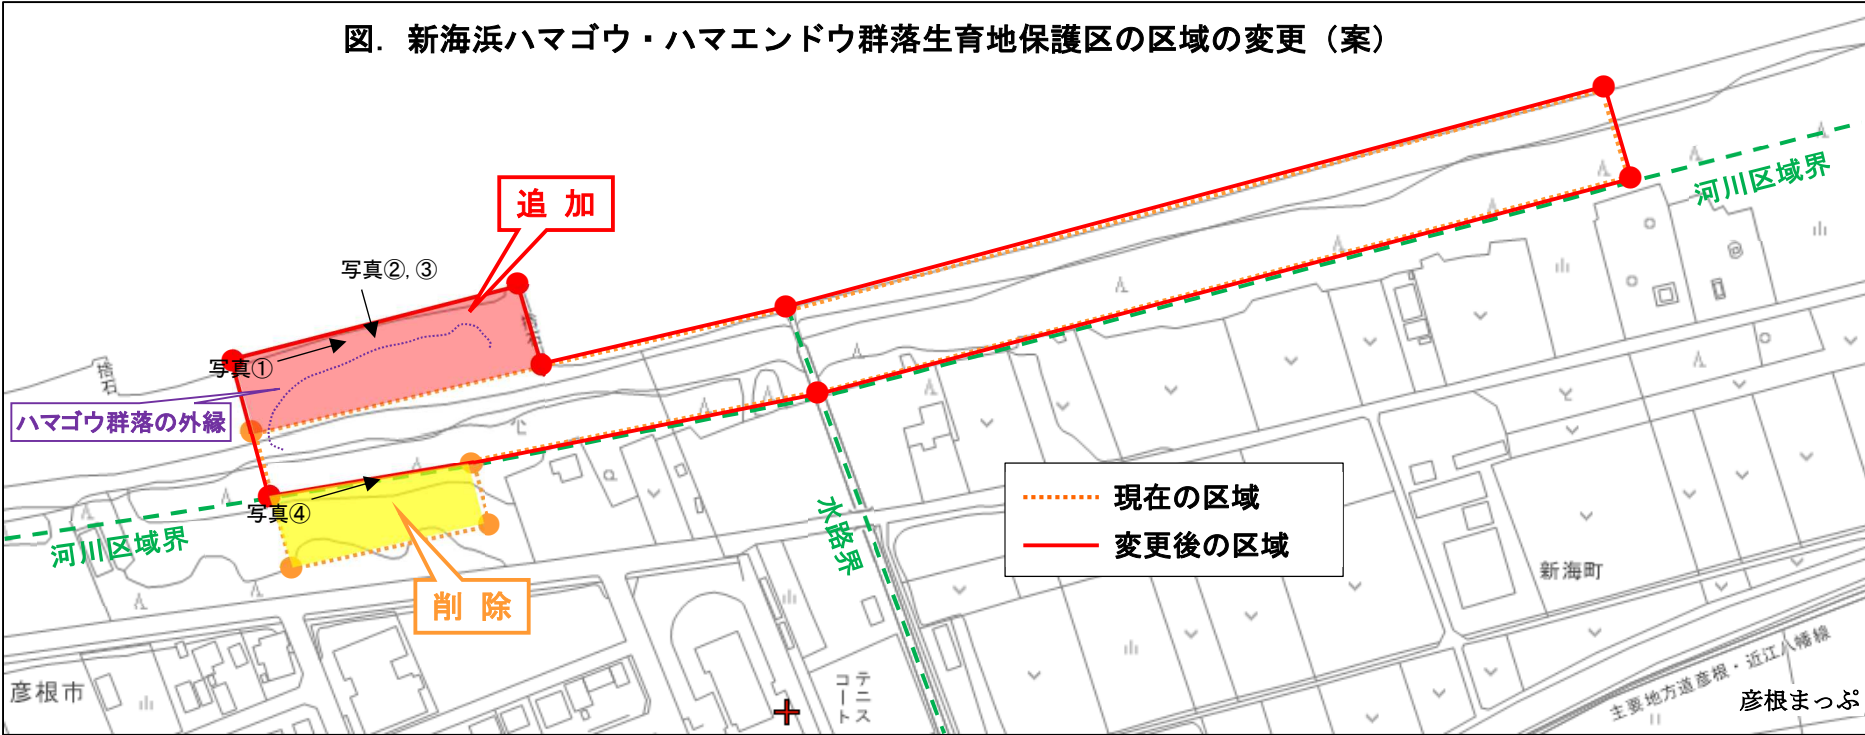 図．新海浜ハマゴウ・ハマエンドウ群落生育地保護区の区域の変更（案）
追 加
写真②, ③
写真①
捨石
捨石
ハマゴウ群落の外縁
写真④
河川区域界
河川区域界
水路界
削 除
現在の区域
変更後の区域
新海町
主要地方道彦根・近江八幡線
彦根市
テニス
コート
彦根まっぷ